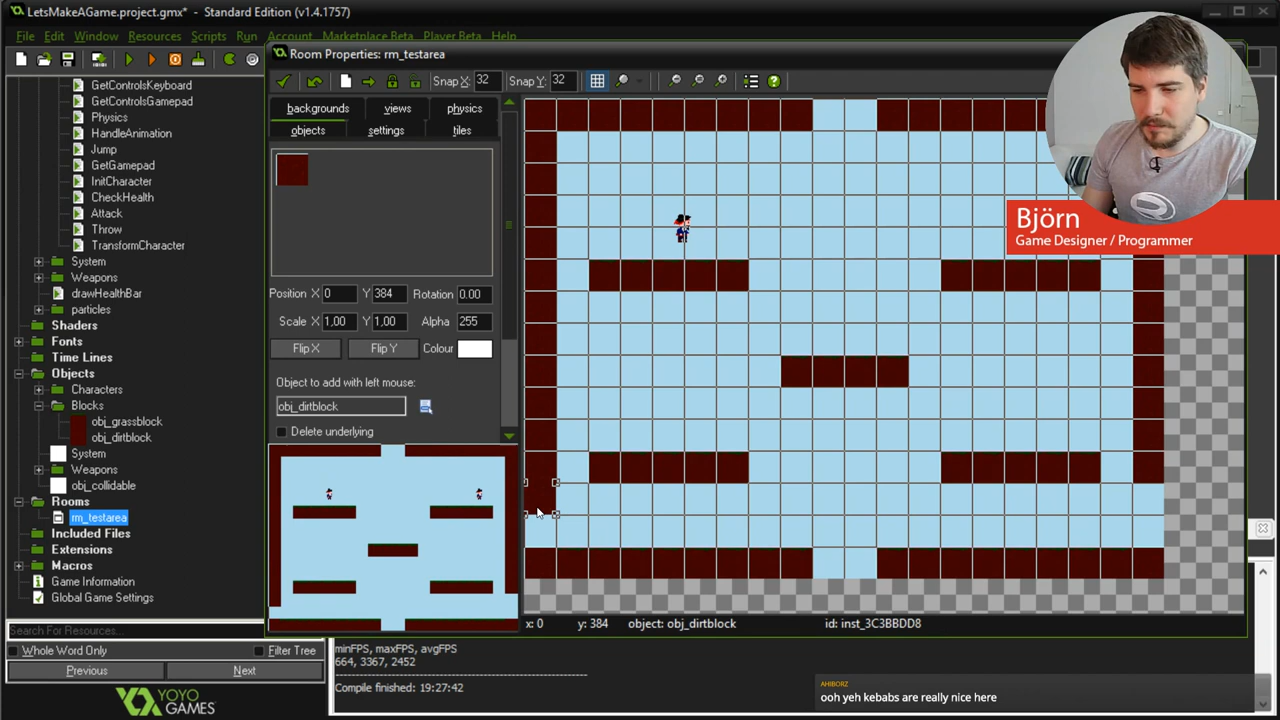 LetsMakeAGame.project.gmx* - Standard Edition (v1.4.1757)
File Edit Window Resources Scripts Run Account Marketplace Beta Player Beta Help
Room Properties: rm_testarea
Snap X: 32 Snap Y: 32
GetControlsKeyboard
GetControlsGamepad
Physics
HandleAnimation
Jump
GetGamepad
InitCharacter
CheckHealth
Attack
Throw
TransformCharacter
System
Weapons
drawHealthBar
particles
Shaders
Fonts
Time Lines
Objects
Characters
Blocks
obj_grassblock
obj_dirtblock
System
Weapons
obj_collidable
Rooms
rm_testarea
Included Files
Extensions
Macros
Game Information
Global Game Settings
Search For Resources...
Whole Word Only Filter Tree
Previous Next
YOYO
GAMES™
backgrounds views physics
objects settings tiles
Position X 0 Y 384 Rotation 0.00
Scale X 1,00 Y 1,00 Alpha 255
Flip X Flip Y Colour
Object to add with left mouse:
obj_dirtblock
Delete underlying
x: 0 y: 384 object: obj_dirtblock id: inst_3C3BBDD8
minFPS, maxFPS, avgFPS
664, 3367, 2452
Compile finished: 19:27:42
Björn
Game Designer / Programmer
AHIBORZ
ooh yeh kebabs are really nice here